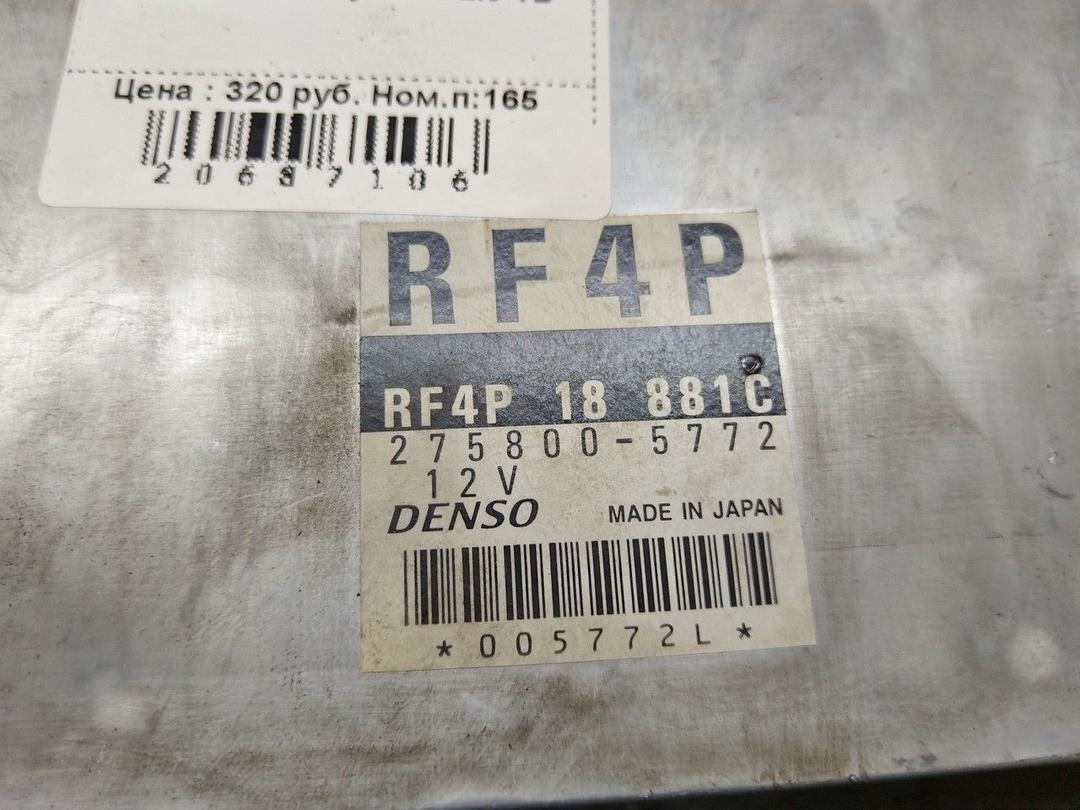 Цена : 320 руб. Ном.п:165
20687106
RF4P
RF4P 18 881C
275800-5772
12V
DENSO MADE IN JAPAN
*005772L*